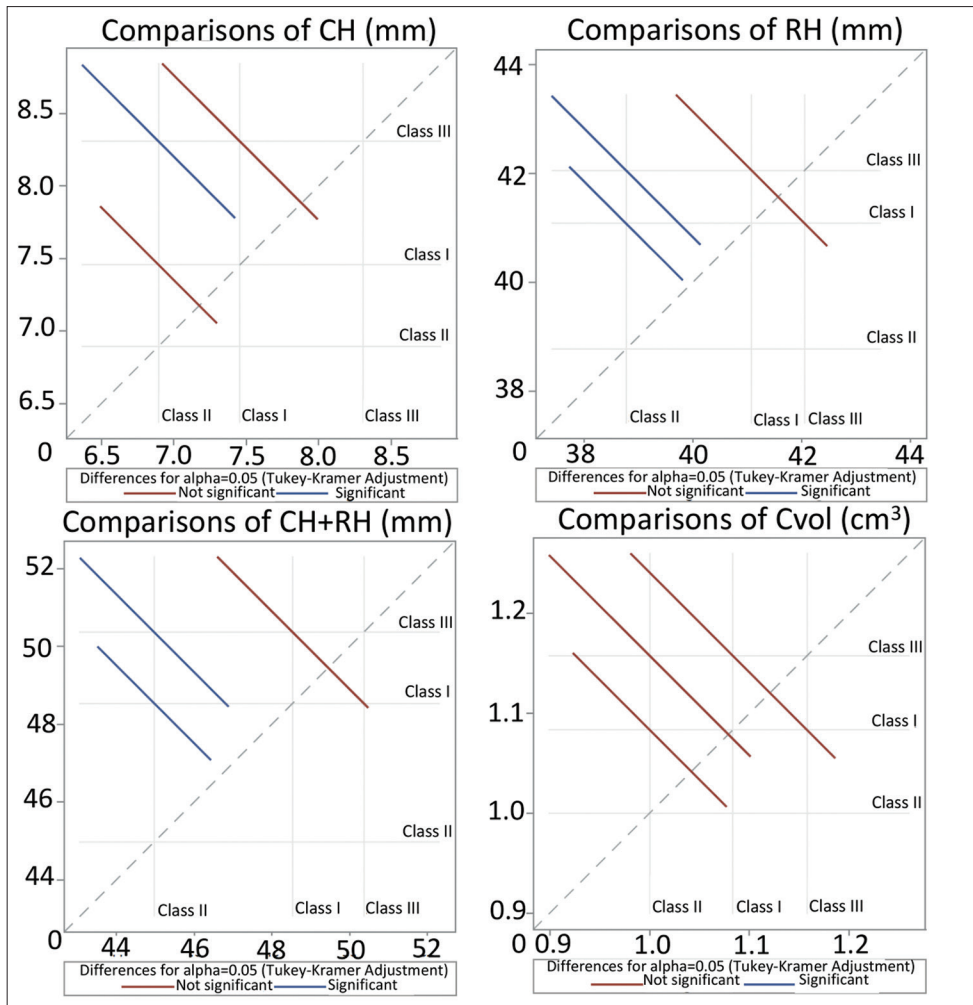 Comparisons of CH (mm)
8.5
8.0
7.5
7.0
6.5
Class III
Class I
Class II
Class II
Class I
Class III
0
6.5
7.0
7.5
8.0
8.5
Differences for alpha=0.05 (Tukey-Kramer Adjustment)
Not significant
Significant
Comparisons of RH (mm)
44
42
40
38
Class III
Class I
Class II
Class II
Class I
Class III
0
38
40
42
44
Differences for alpha=0.05 (Tukey-Kramer Adjustment)
Not significant
Significant
Comparisons of CH+RH (mm)
52
50
48
46
44
Class III
Class I
Class II
Class II
Class I
Class III
0
44
46
48
50
52
Differences for alpha=0.05 (Tukey-Kramer Adjustment)
Not significant
Significant
Comparisons of Cvol (cm³)
1.2
1.1
1.0
0.9
Class III
Class I
Class II
Class II
Class I
Class III
0
0.9
1.0
1.1
1.2
Differences for alpha=0.05 (Tukey-Kramer Adjustment)
Not significant
Significant